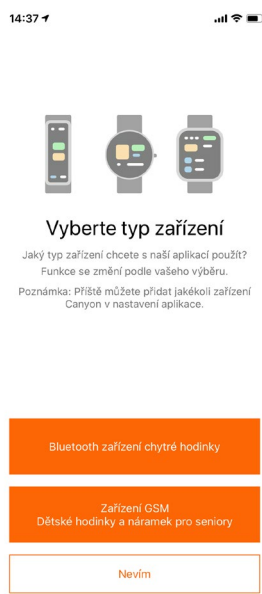 14:37
Vyberte typ zařízení
Jaký typ zařízení chcete s naší aplikací použít?
Funkce se změní podle vašeho výběru.
Poznámka: Příště můžete přidat jakékoli zařízení
Canyon v nastavení aplikace.
Bluetooth zařízení chytré hodinky
Zařízení GSM
Dětské hodinky a náramek pro seniory
Nevím